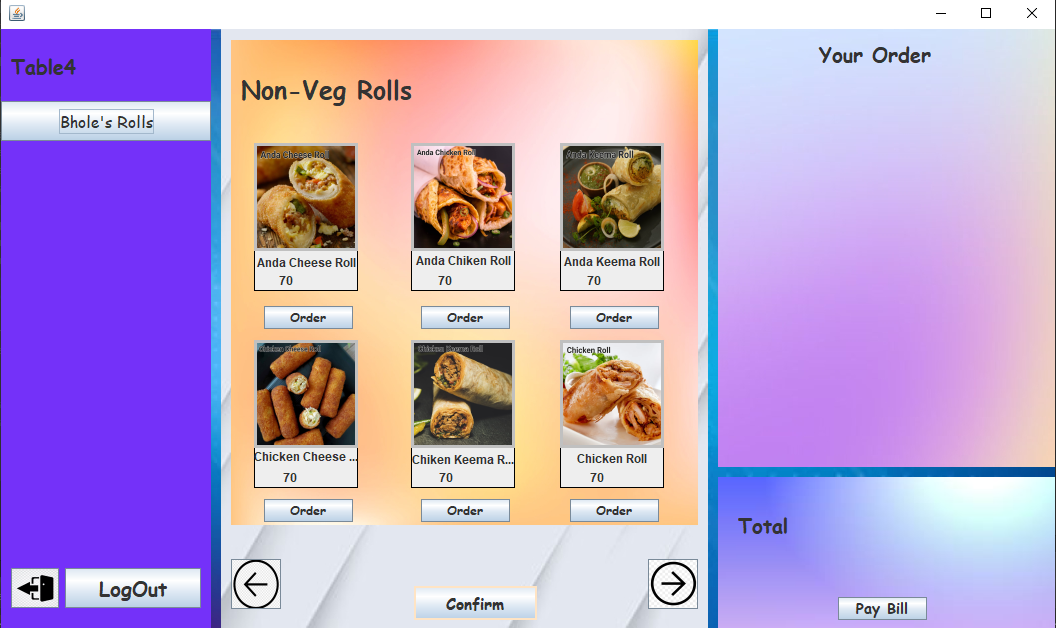 Table4
Bhole's Rolls
LogOut
Non-Veg Rolls
Anda Cheese Roll
Anda Chicken Roll
Anda Keema Roll
Anda Cheese Roll
Anda Chiken Roll
Anda Keema Roll
70
70
70
Order
Order
Order
Chicken Cheese Roll
Chicken Keema Roll
Chicken Roll
Chicken Cheese ...
Chiken Keema R...
Chicken Roll
70
70
70
Order
Order
Order
Confirm
Your Order
Total
Pay Bill